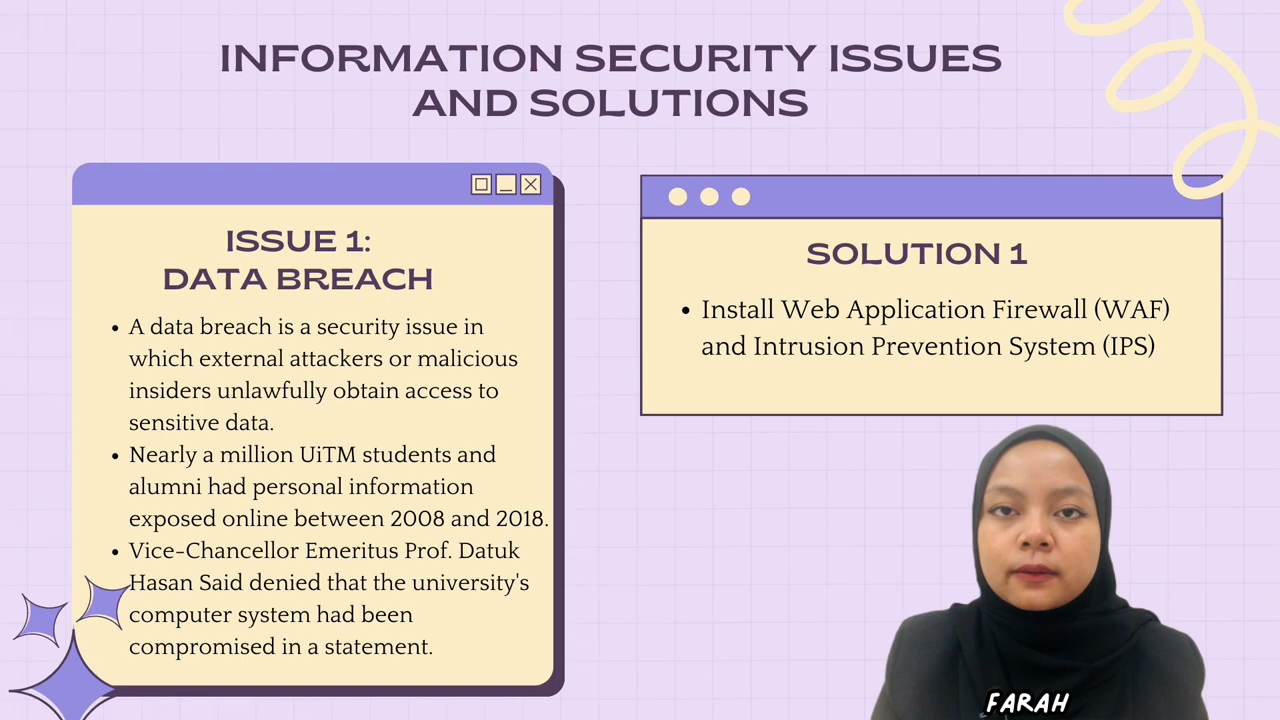 INFORMATION SECURITY ISSUES
AND SOLUTIONS
ISSUE 1:
DATA BREACH
• A data breach is a security issue in
which external attackers or malicious
insiders unlawfully obtain access to
sensitive data.
• Nearly a million UiTM students and
alumni had personal information
exposed online between 2008 and 2018.
• Vice-Chancellor Emeritus Prof. Datuk
Hasan Said denied that the university's
computer system had been
compromised in a statement.
SOLUTION 1
• Install Web Application Firewall (WAF)
and Intrusion Prevention System (IPS)
FARAH